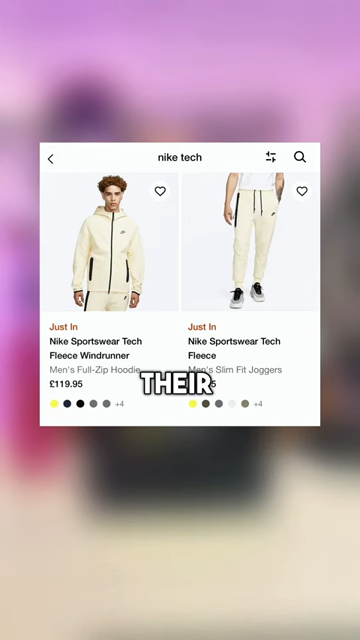 nike tech
Just In
Nike Sportswear Tech
Fleece Windrunner
Men's Full-Zip Hoodie
£119.95
+4
Just In
Nike Sportswear Tech
Fleece
Men's Slim Fit Joggers
+4
THEIR